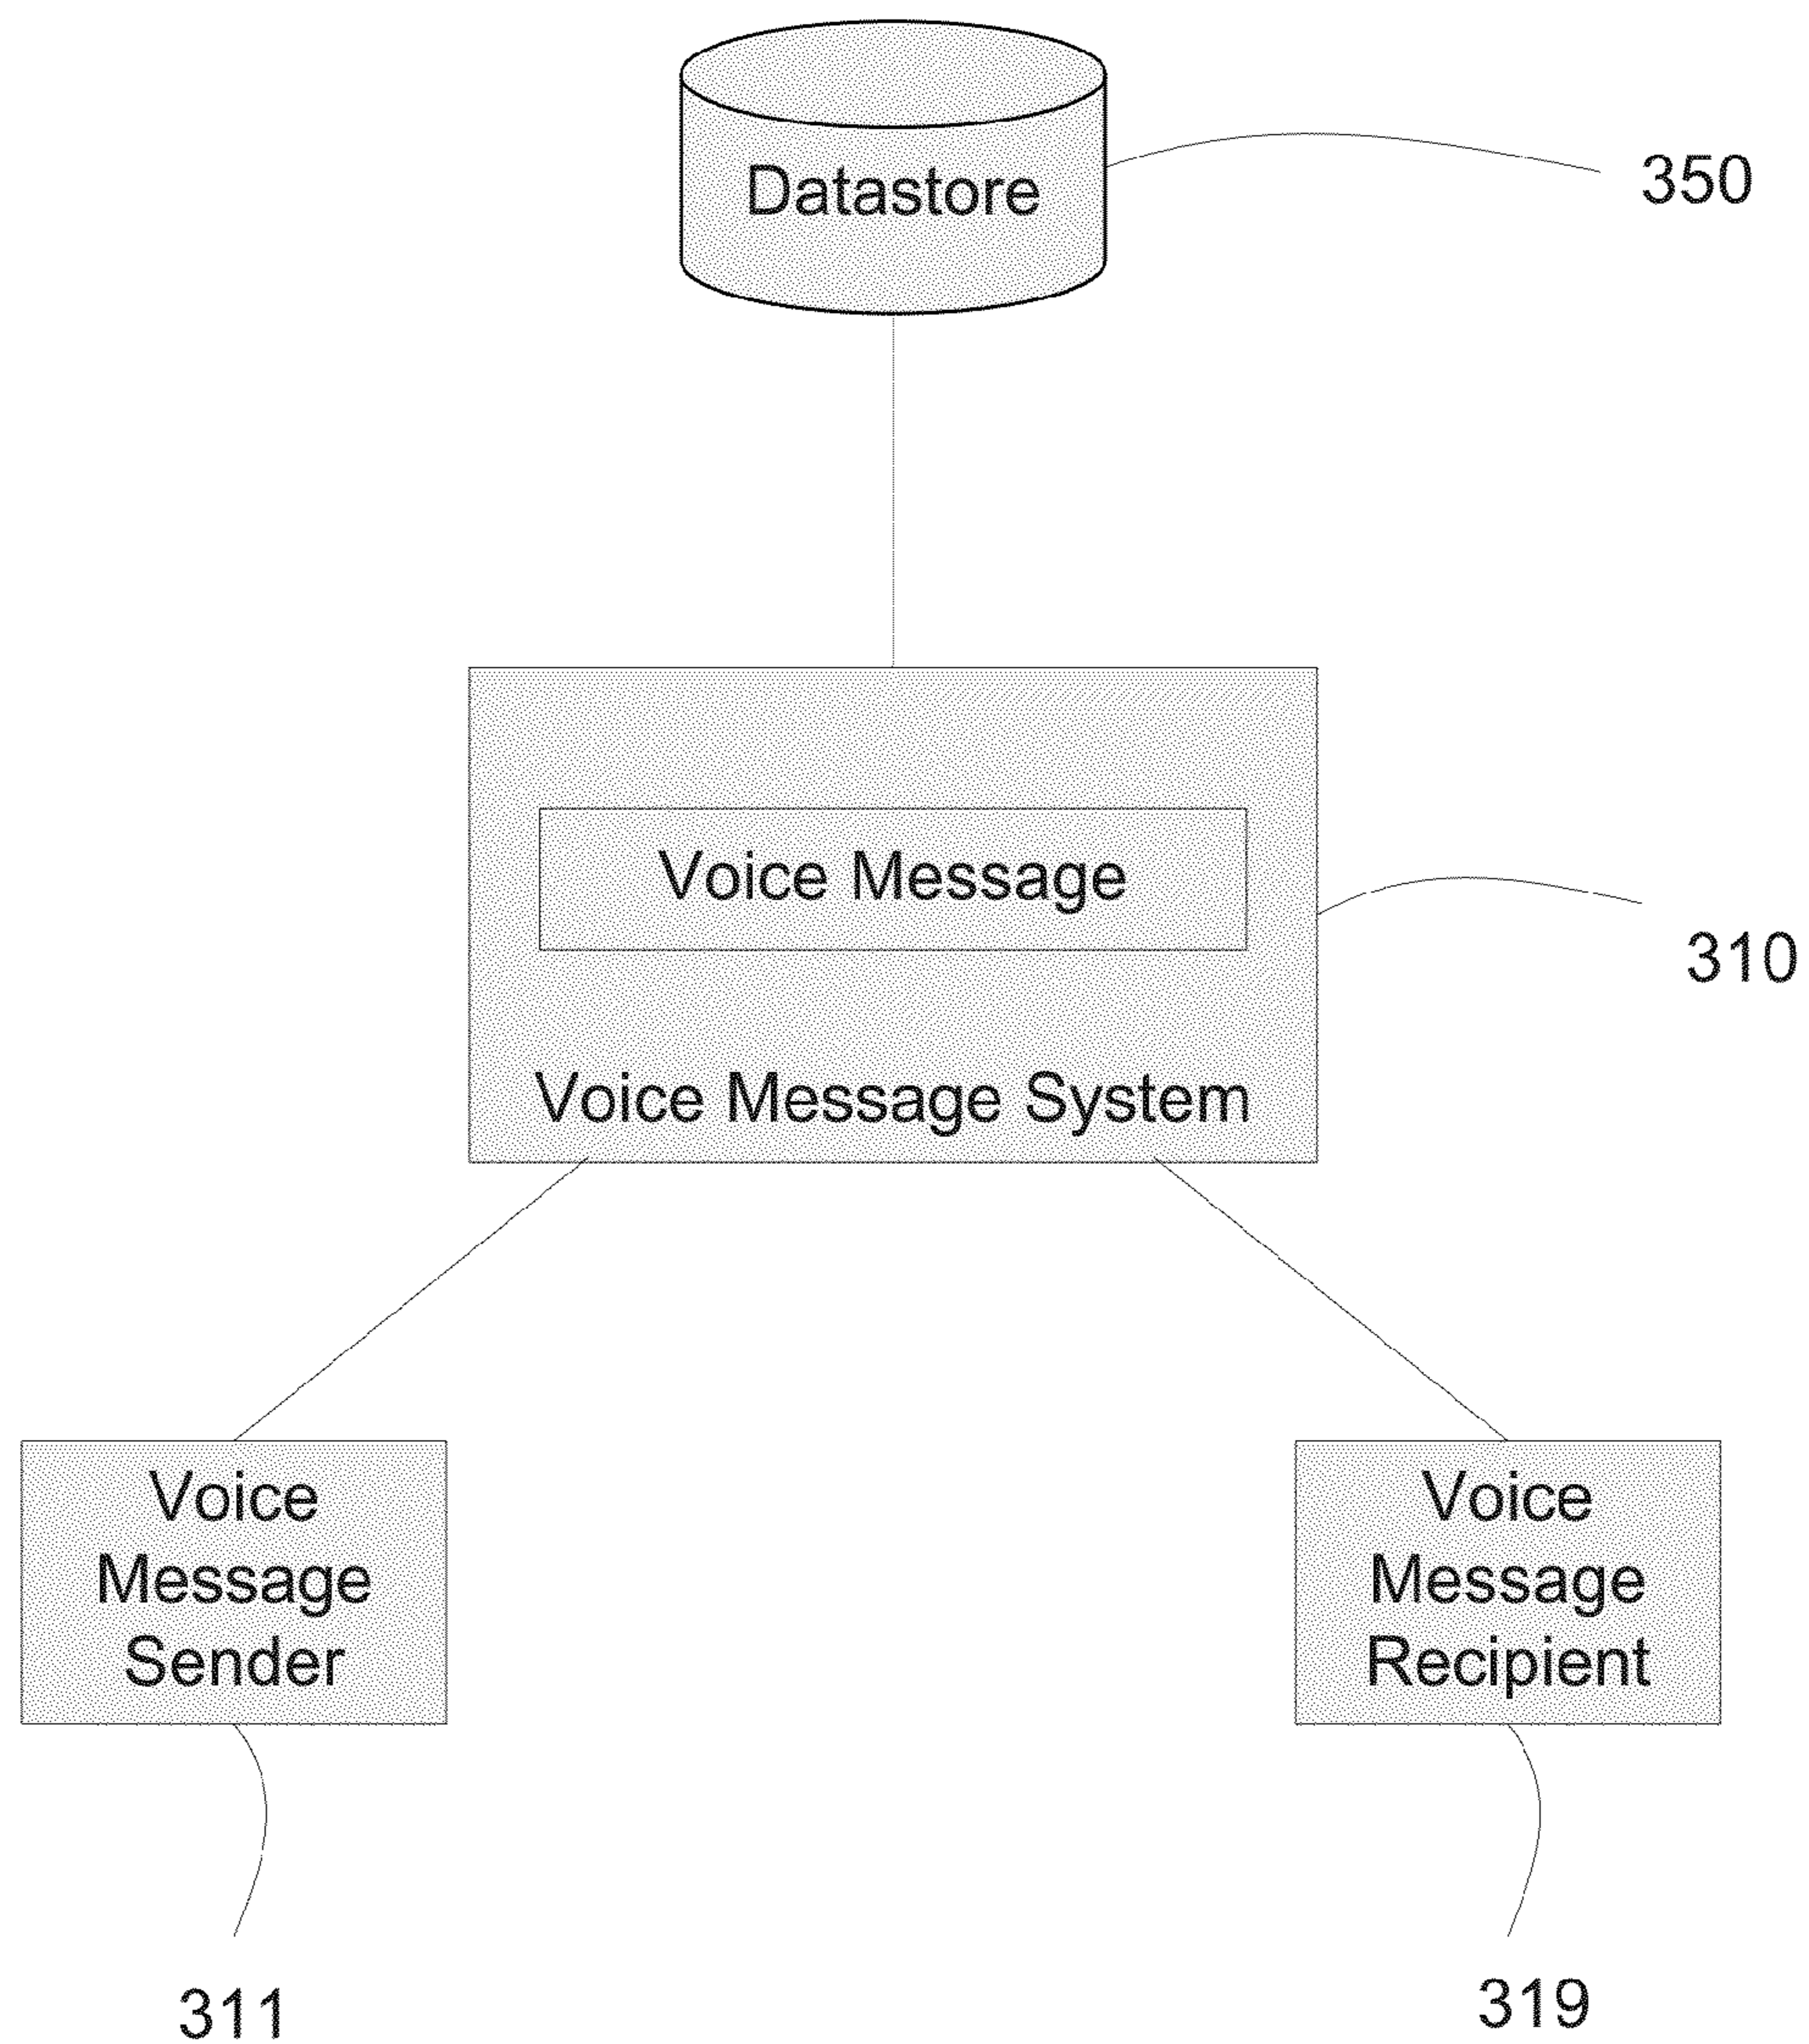 Datastore
350
Voice Message
310
Voice Message System
Voice
Message
Sender
Voice
Message
Recipient
311
319